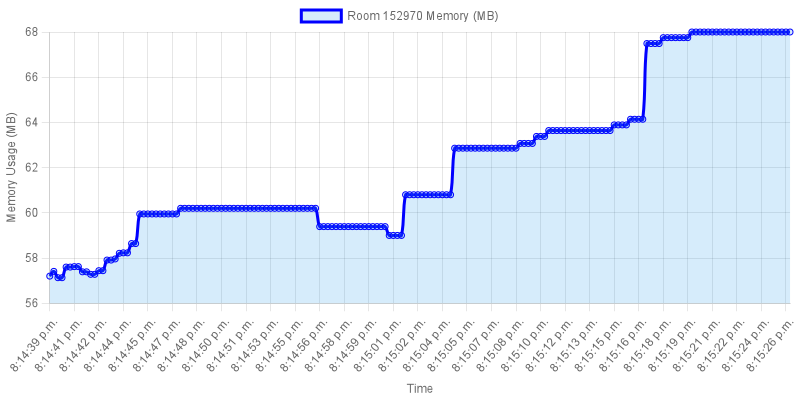 Room 152970 Memory (MB)
68
66
64
62
60
58
56
Memory Usage (MB)
8:14:39 p.m.
8:14:41 p.m.
8:14:42 p.m.
8:14:44 p.m.
8:14:45 p.m.
8:14:47 p.m.
8:14:48 p.m.
8:14:50 p.m.
8:14:51 p.m.
8:14:53 p.m.
8:14:55 p.m.
8:14:56 p.m.
8:14:58 p.m.
8:14:59 p.m.
8:15:01 p.m.
8:15:02 p.m.
8:15:04 p.m.
8:15:05 p.m.
8:15:07 p.m.
8:15:08 p.m.
8:15:10 p.m.
8:15:12 p.m.
8:15:13 p.m.
8:15:15 p.m.
8:15:16 p.m.
8:15:18 p.m.
8:15:19 p.m.
8:15:21 p.m.
8:15:22 p.m.
8:15:24 p.m.
8:15:26 p.m.
Time